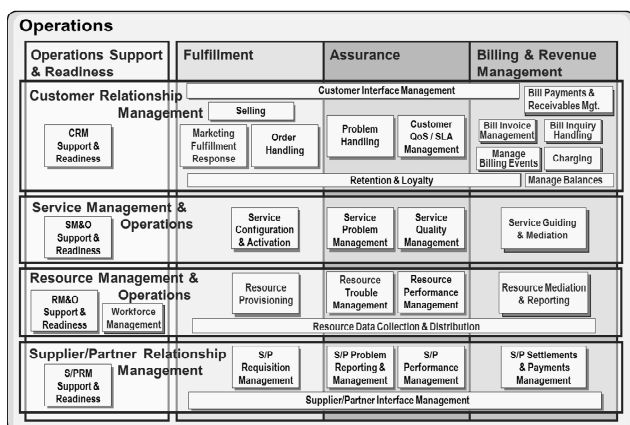 Operations
Operations Support
& Readiness
Fulfillment
Assurance
Billing & Revenue
Management
Customer Relationship
Management
Customer Interface Management
Bill Payments &
Receivables Mgt.
Selling
CRM
Support &
Readiness
Marketing
Fulfillment
Response
Order
Handling
Problem
Handling
Customer
QoS / SLA
Management
Bill Invoice
Management
Bill Inquiry
Handling
Manage
Billing Events
Charging
Retention & Loyalty
Manage Balances
Service Management &
Operations
SM&O
Support &
Readiness
Service
Configuration
& Activation
Service
Problem
Management
Service
Quality
Management
Service Guiding
& Mediation
Resource Management &
Operations
RM&O
Support &
Readiness
Workforce
Management
Resource
Provisioning
Resource
Trouble
Management
Resource
Performance
Management
Resource Mediation
& Reporting
Resource Data Collection & Distribution
Supplier/Partner Relationship
Management
S/PRM
Support &
Readiness
S/P
Requisition
Management
S/P Problem
Reporting &
Management
S/P
Performance
Management
S/P Settlements
& Payments
Management
Supplier/Partner Interface Management